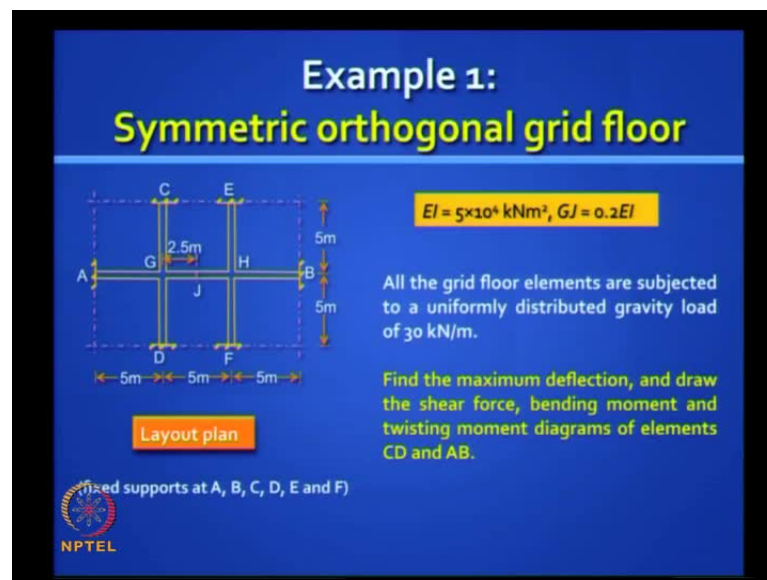 Example 1:
Symmetric orthogonal grid floor
C
E
2.5m
G
H
A
B
J
5m
5m
D
F
5m
5m
5m
Layout plan
(fixed supports at A, B, C, D, E and F)
EI = 5×10⁴ kNm², GJ = 0.2EI
All the grid floor elements are subjected
to a uniformly distributed gravity load
of 30 kN/m.
Find the maximum deflection, and draw
the shear force, bending moment and
twisting moment diagrams of elements
CD and AB.
NPTEL